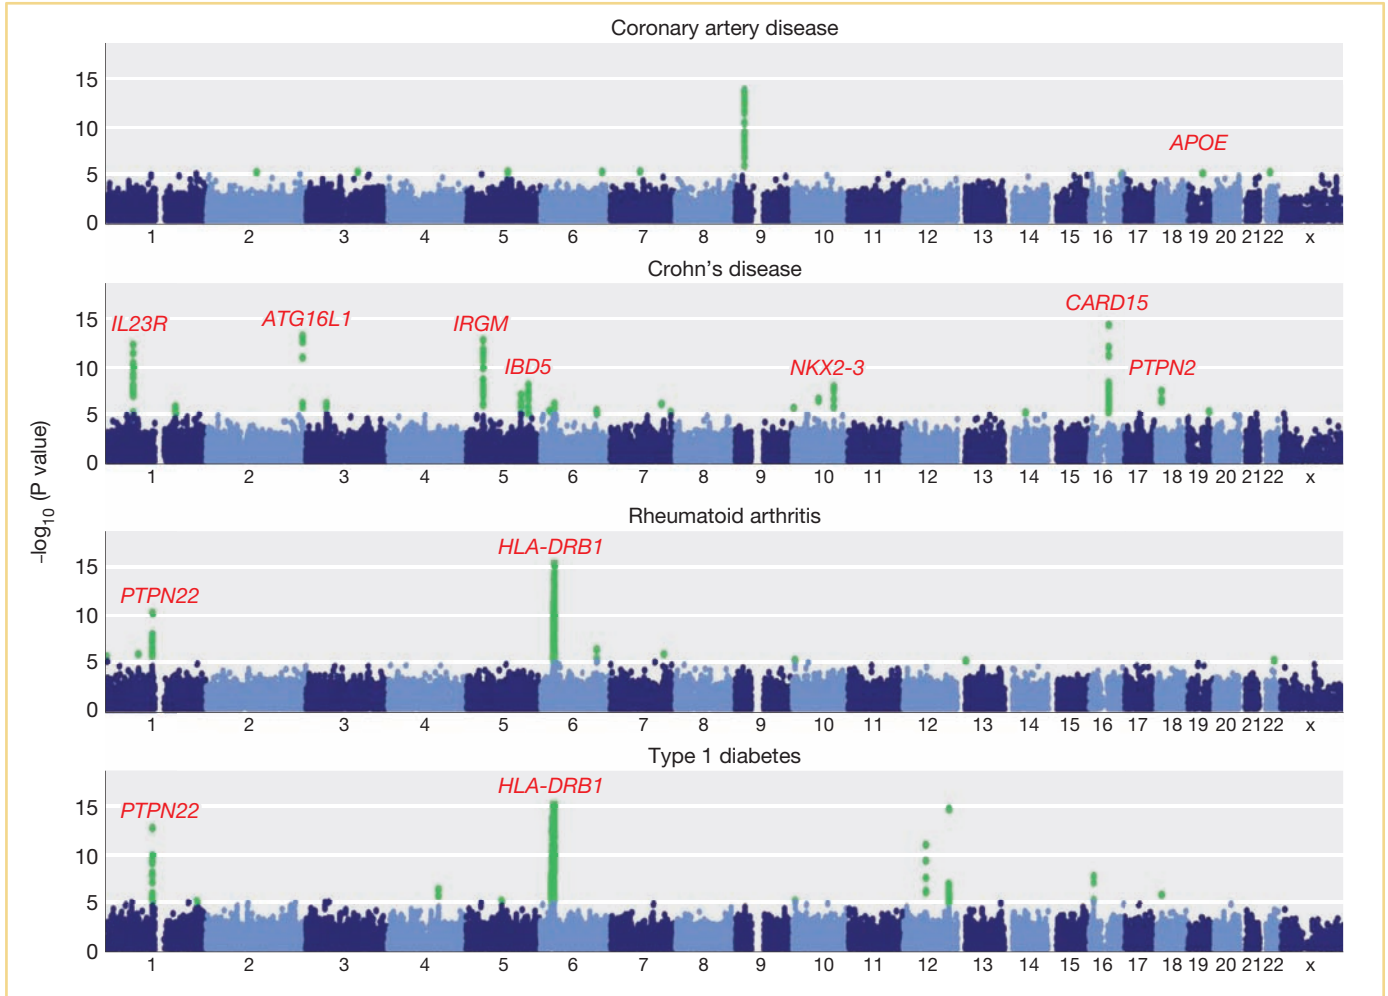 Coronary artery disease
15
10
5
0
APOE
1 2 3 4 5 6 7 8 9 10 11 12 13 14 15 16 17 18 19 20 21 22 x
Crohn's disease
15
10
5
0
IL23R ATG16L1 IRGM IBD5 NKX2-3 CARD15 PTPN2
1 2 3 4 5 6 7 8 9 10 11 12 13 14 15 16 17 18 19 20 21 22 x
-log10 (P value)
Rheumatoid arthritis
15
10
5
0
PTPN22 HLA-DRB1
1 2 3 4 5 6 7 8 9 10 11 12 13 14 15 16 17 18 19 20 21 22 x
Type 1 diabetes
15
10
5
0
PTPN22 HLA-DRB1
1 2 3 4 5 6 7 8 9 10 11 12 13 14 15 16 17 18 19 20 21 22 x